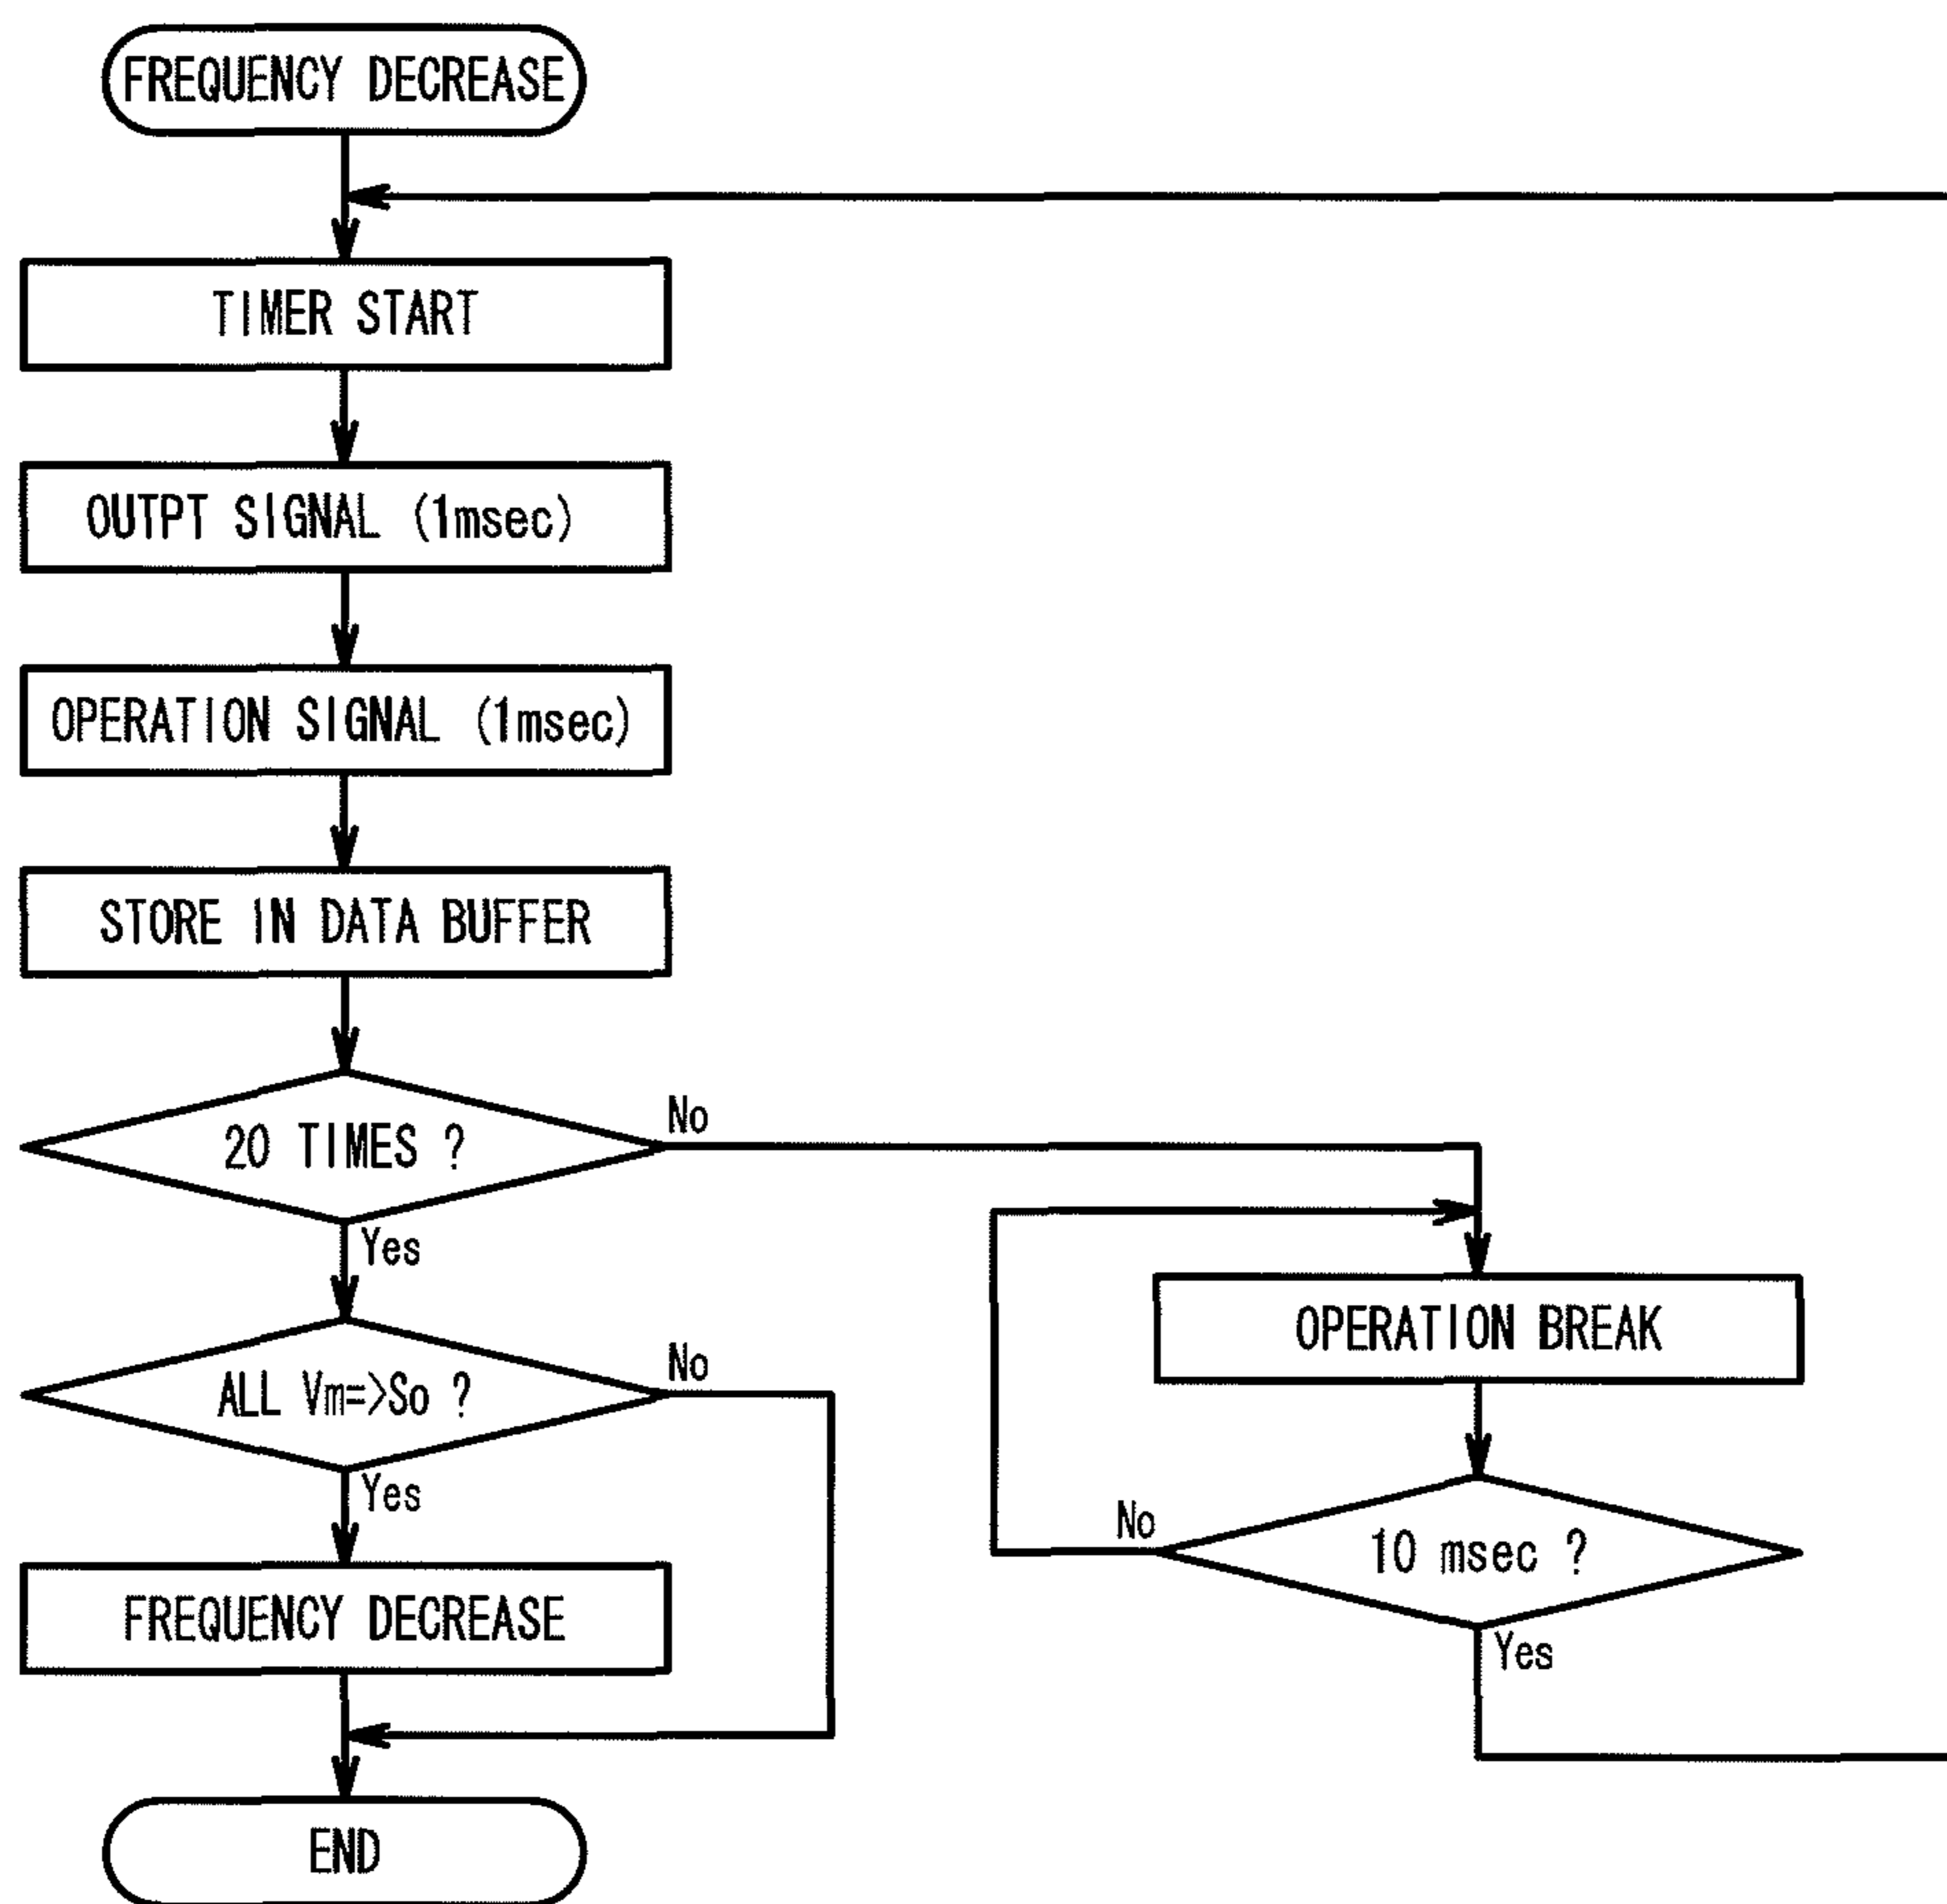 FREQUENCY DECREASE
TIMER START
OUTPT SIGNAL (1msec)
OPERATION SIGNAL (1msec)
STORE IN DATA BUFFER
20 TIMES ?
No
Yes
ALL Vm=>So ?
No
Yes
FREQUENCY DECREASE
END
OPERATION BREAK
10 msec ?
No
Yes